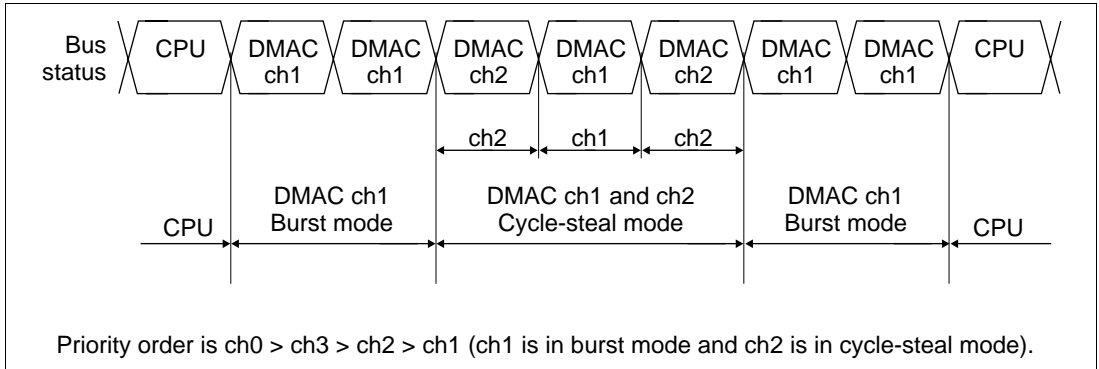 Bus status
CPU DMAC ch1 DMAC ch1 DMAC ch2 DMAC ch1 DMAC ch2 DMAC ch1 DMAC ch1 CPU
ch2 ch1 ch2
CPU
DMAC ch1
Burst mode
DMAC ch1 and ch2
Cycle-steal mode
DMAC ch1
Burst mode
CPU
Priority order is ch0 > ch3 > ch2 > ch1 (ch1 is in burst mode and ch2 is in cycle-steal mode).